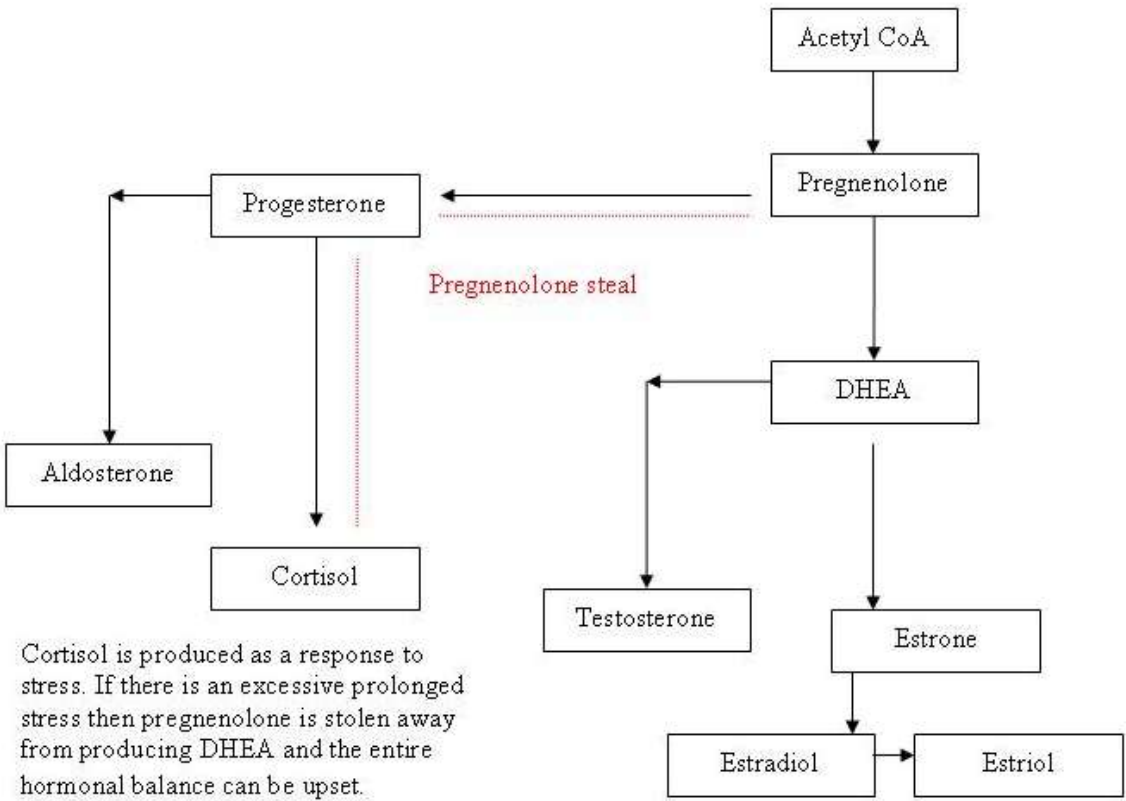 Acetyl CoA
Pregnenolone
Progesterone
Pregnenolone steal
DHEA
Aldosterone
Cortisol
Testosterone
Estrone
Estradiol
Estriol
Cortisol is produced as a response to
stress. If there is an excessive prolonged
stress then pregnenolone is stolen away
from producing DHEA and the entire
hormonal balance can be upset.